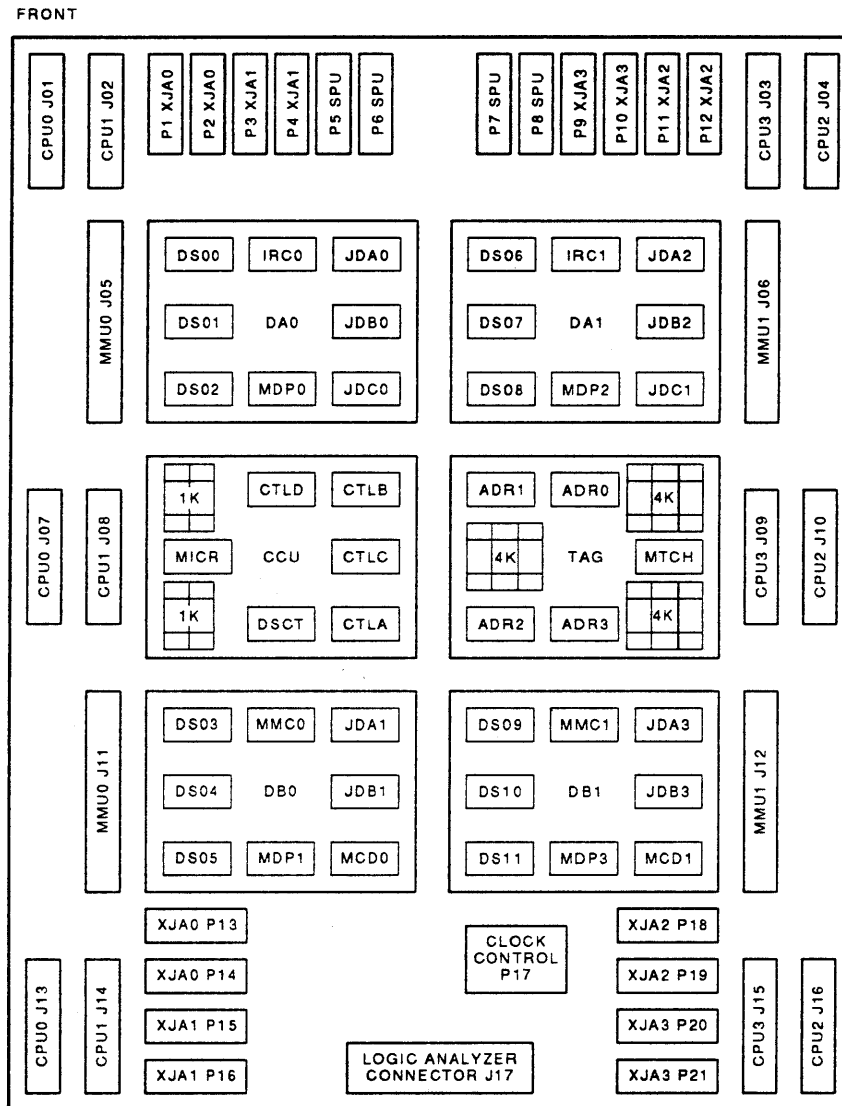 FRONT
CPU0 J01
CPU1 J02
P1 XJA0
P2 XJA0
P3 XJA1
P4 XJA1
P5 SPU
P6 SPU
P7 SPU
P8 SPU
P9 XJA3
P10 XJA3
P11 XJA2
P12 XJA2
CPU3 J03
CPU2 J04
MMU0 J05
DS00 IRC0 JDA0
DS01 DA0 JDB0
DS02 MDP0 JDC0
DS06 IRC1 JDA2
DS07 DA1 JDB2
DS08 MDP2 JDC1
MMU1 J06
CPU0 J07
CPU1 J08
1K CTLD CTLB
MICR CCU CTLC
1K DSCT CTLA
ADR1 ADR0 4K
4K TAG MTCH
ADR2 ADR3 4K
CPU3 J09
CPU2 J10
MMU0 J11
DS03 MMC0 JDA1
DS04 DB0 JDB1
DS05 MDP1 MCD0
DS09 MMC1 JDA3
DS10 DB1 JDB3
DS11 MDP3 MCD1
MMU1 J12
CPU0 J13
CPU1 J14
XJA0 P13
XJA0 P14
XJA1 P15
XJA1 P16
CLOCK
CONTROL
P17
LOGIC ANALYZER
CONNECTOR J17
XJA2 P18
XJA2 P19
XJA3 P20
XJA3 P21
CPU3 J15
CPU2 J16